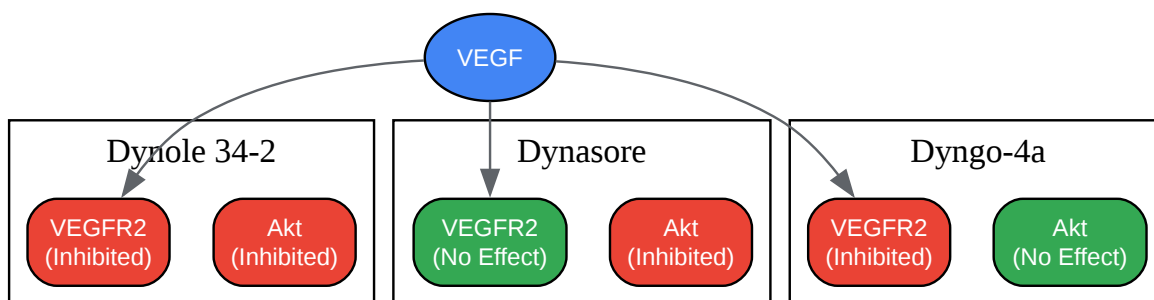 VEGF
Dynole 34-2
Dynasore
Dyngo-4a
VEGFR2
(Inhibited)
Akt
(Inhibited)
VEGFR2
(No Effect)
Akt
(Inhibited)
VEGFR2
(Inhibited)
Akt
(No Effect)